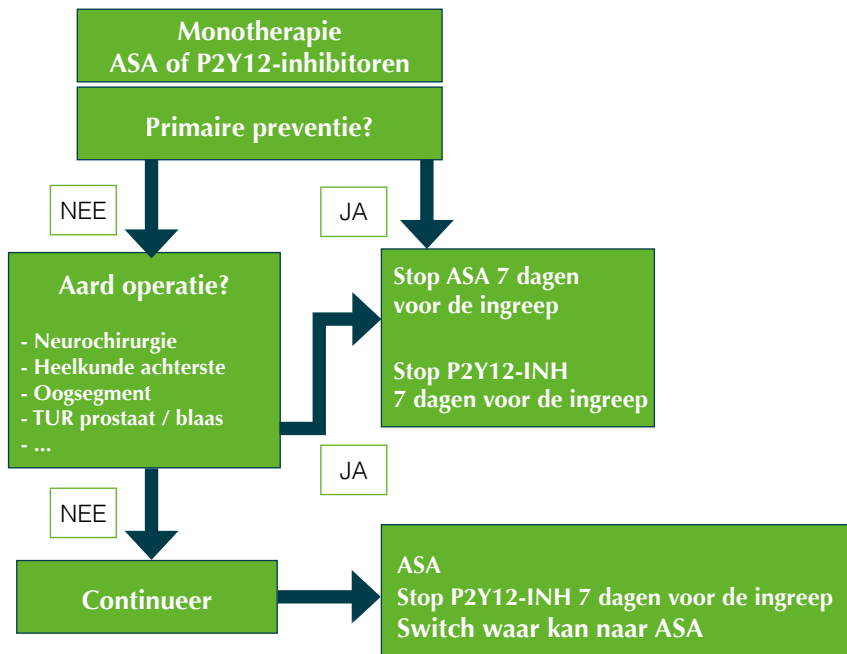 Monotherapie
ASA of P2Y12-inhibitoren
Primaire preventie?
NEE
JA
Aard operatie?
- Neurochirurgie
- Heelkunde achterste
- Oogsegment
- TUR prostaat / blaas
- ...
Stop ASA 7 dagen
voor de ingreep
Stop P2Y12-INH
7 dagen voor de ingreep
JA
NEE
Continueer
ASA
Stop P2Y12-INH 7 dagen voor de ingreep
Switch waar kan naar ASA